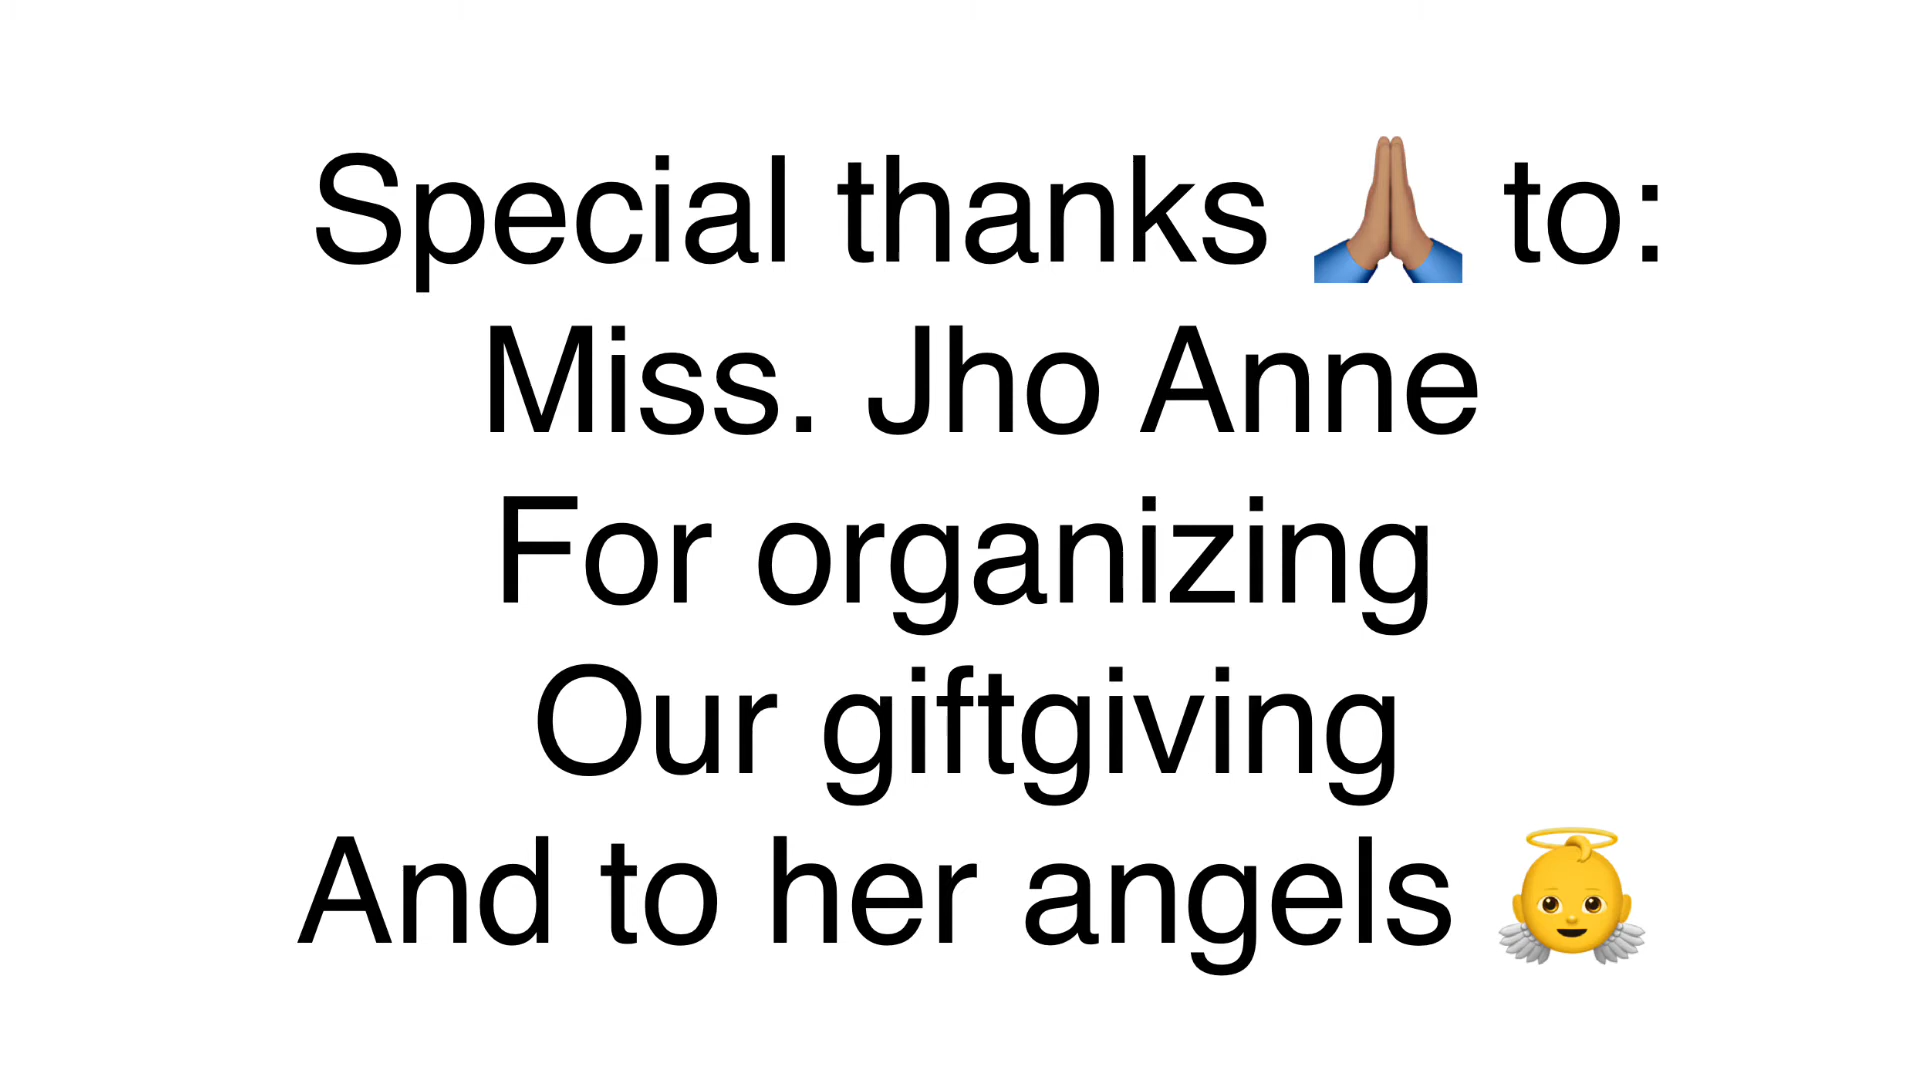 Special thanks 🙏🏽 to:
Miss. Jho Anne
For organizing
Our giftgiving
And to her angels 👼